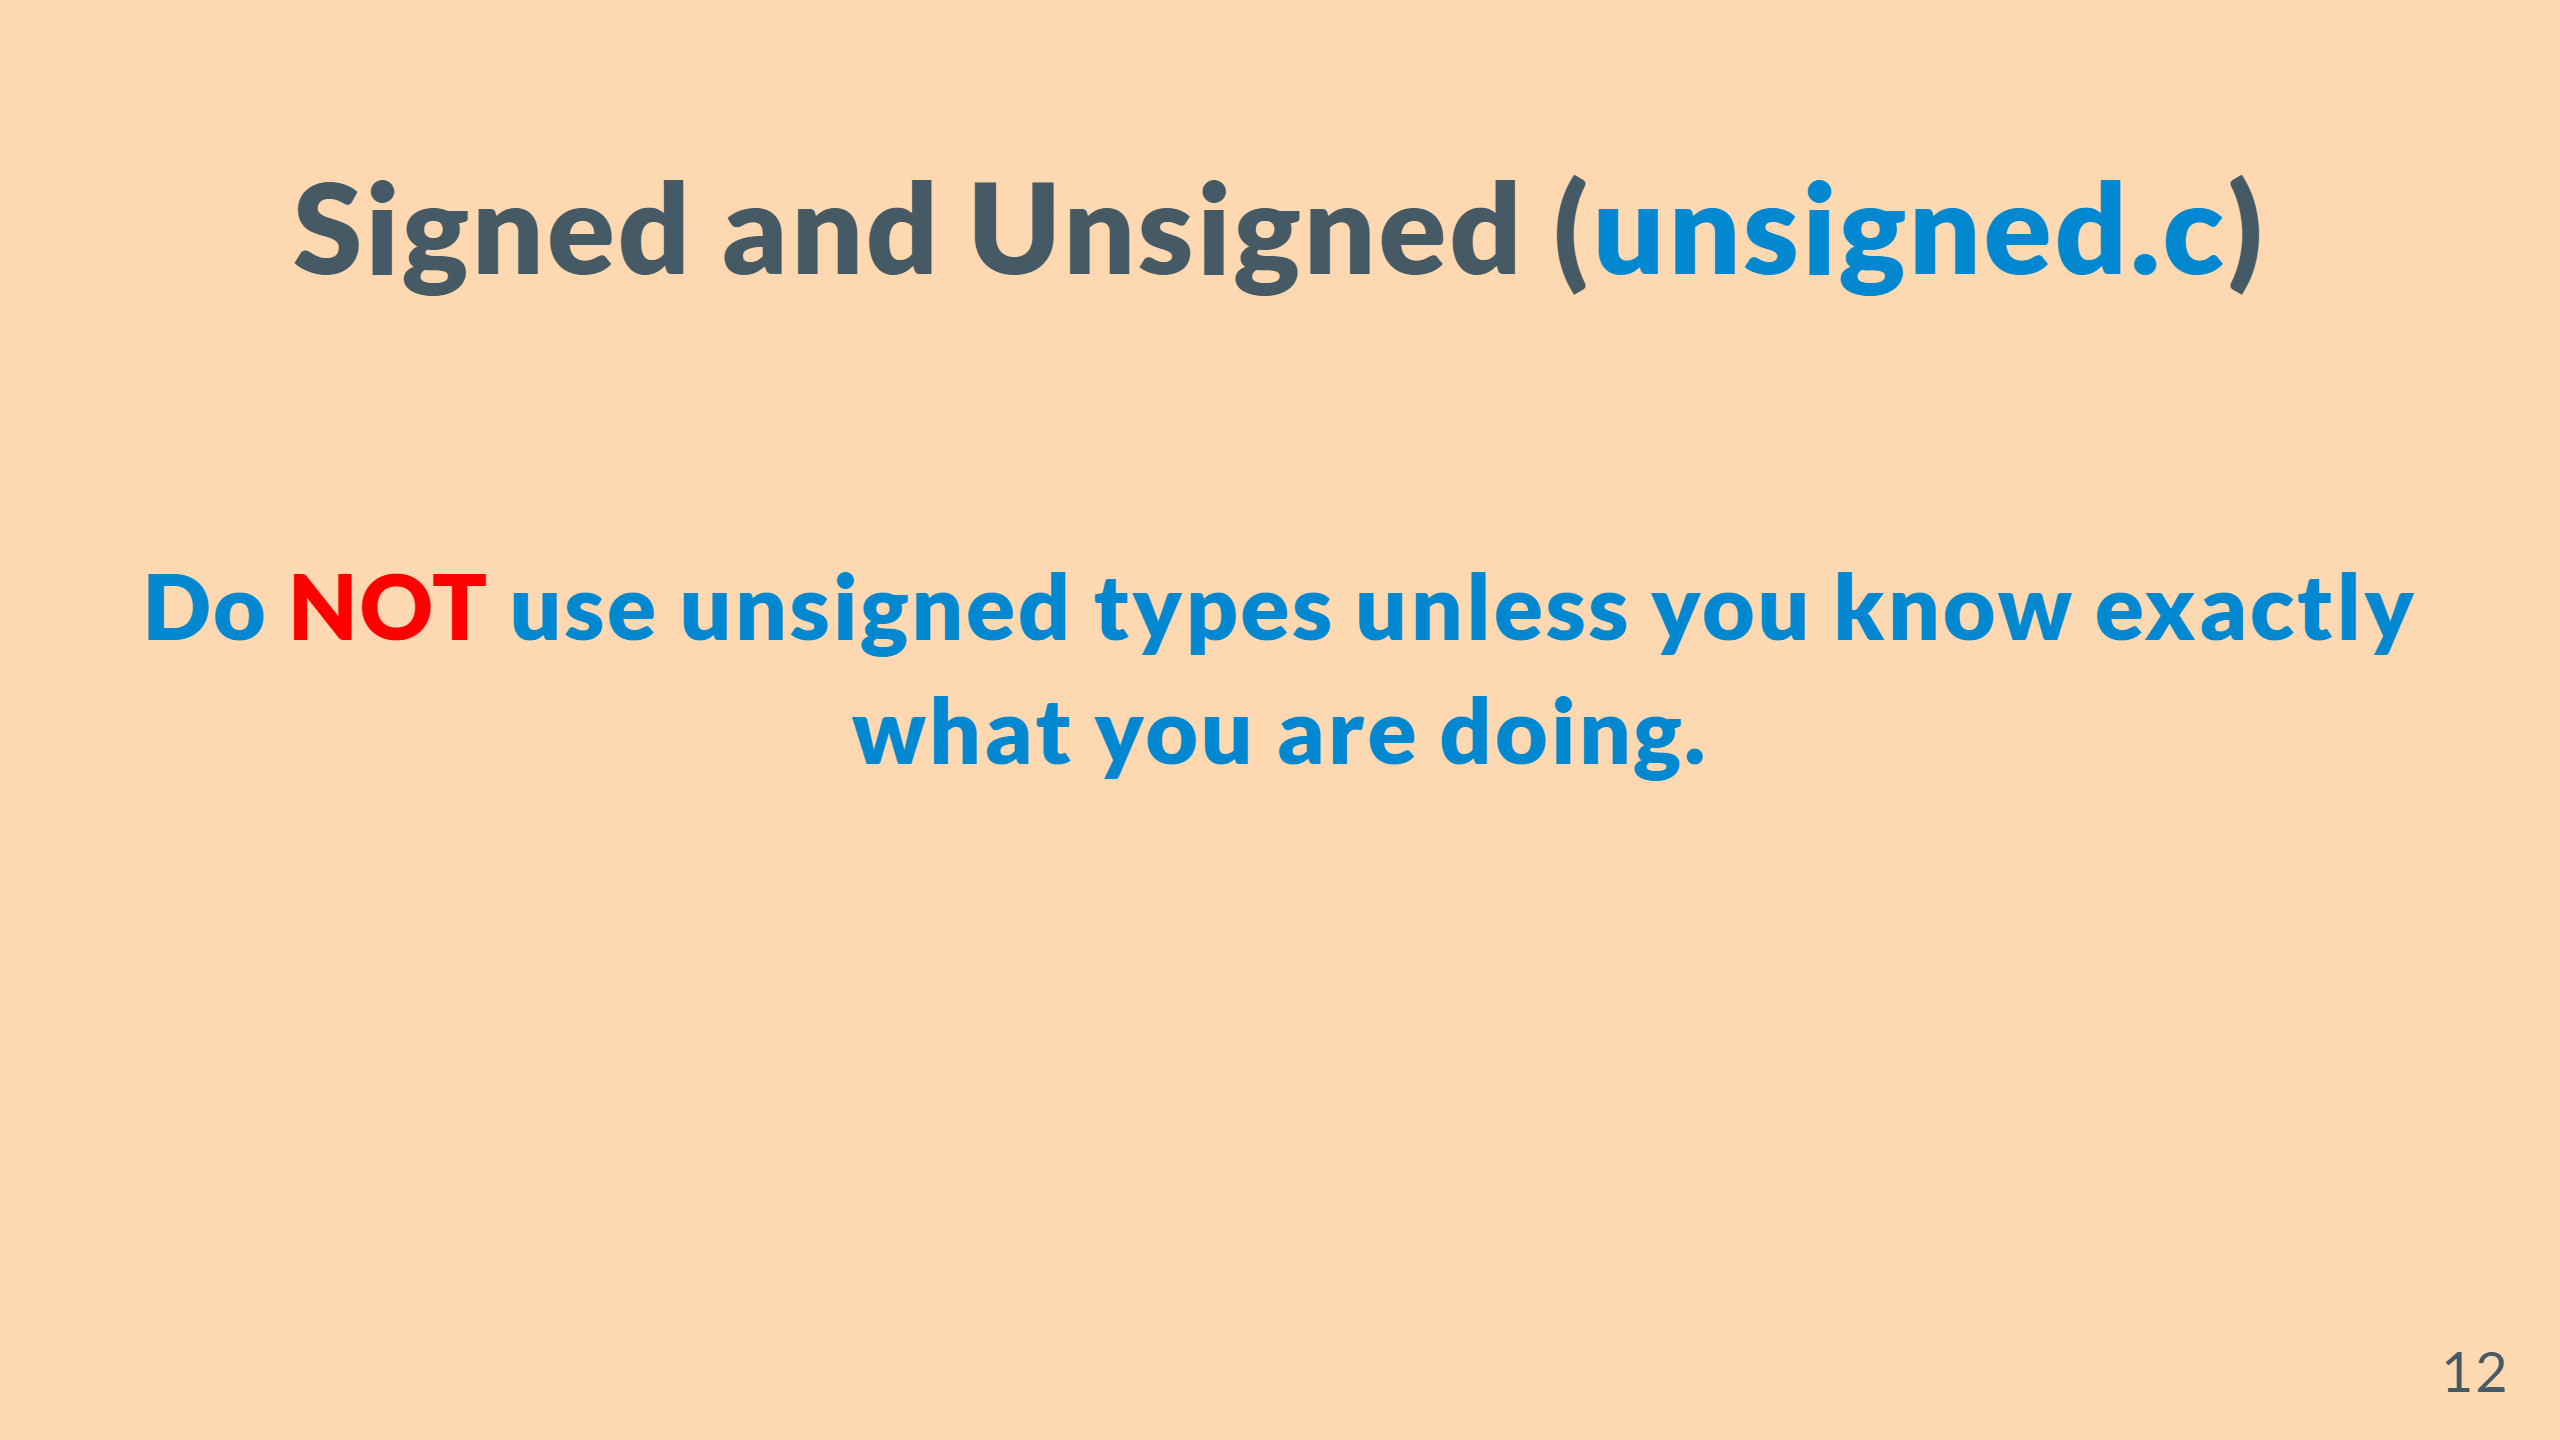 Signed and Unsigned (unsigned.c)
Do NOT use unsigned types unless you know exactly
what you are doing.
12